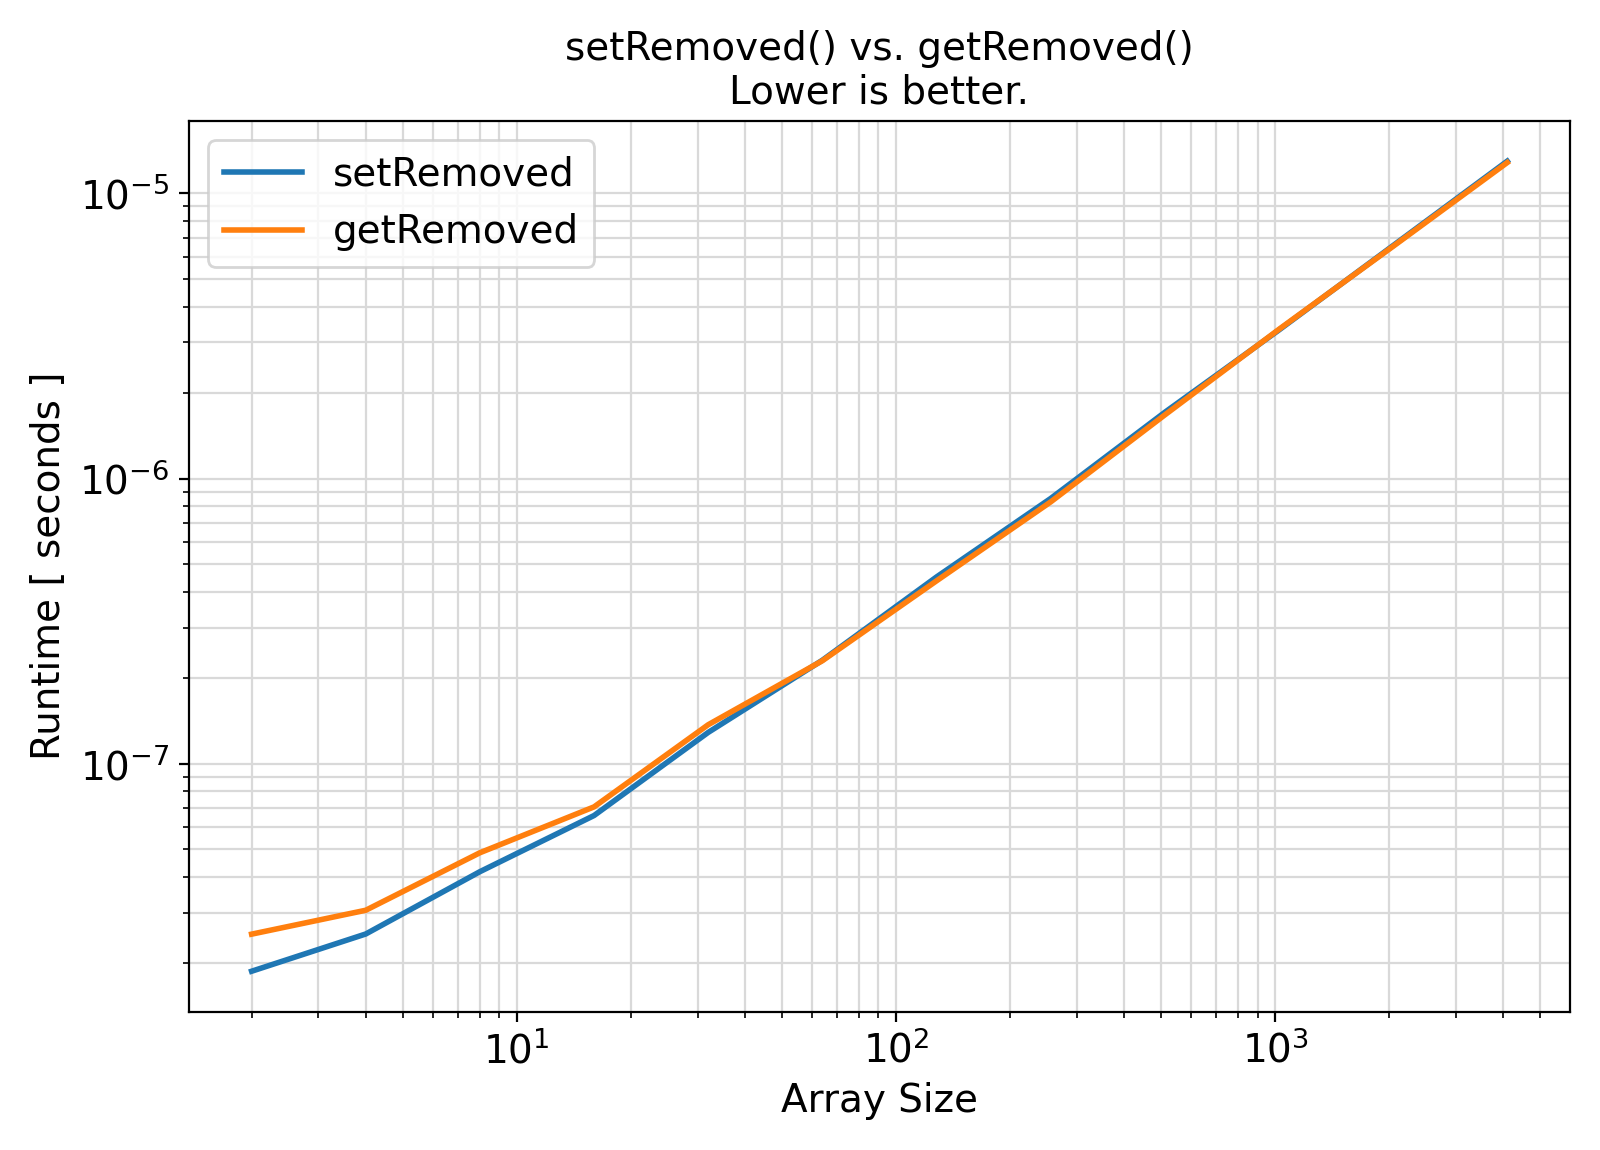 setRemoved() vs. getRemoved()
Lower is better.
setRemoved
getRemoved
10⁻⁵
10⁻⁶
10⁻⁷
Runtime [ seconds ]
10¹ 10² 10³
Array Size